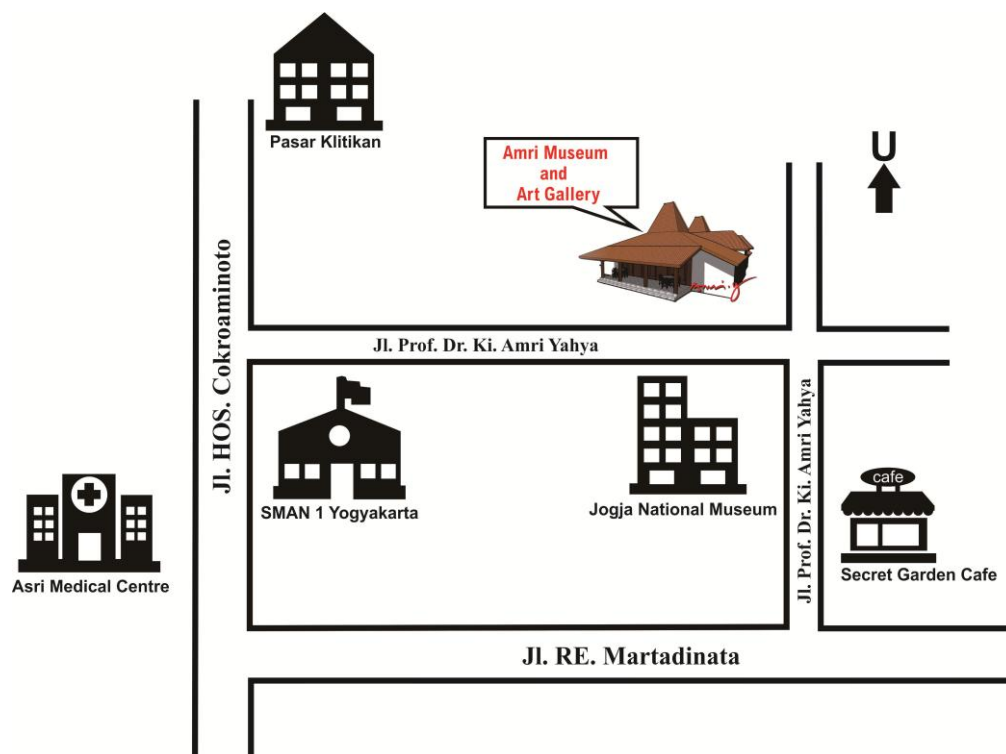 Pasar Klitikan
Amri Museum
and
Art Gallery
U
Jl. HOS. Cokroaminoto
Jl. Prof. Dr. Ki. Amri Yahya
SMAN 1 Yogyakarta
Jogja National Museum
Jl. Prof. Dr. Ki. Amri Yahya
cafe
Secret Garden Cafe
Asri Medical Centre
Jl. RE. Martadinata